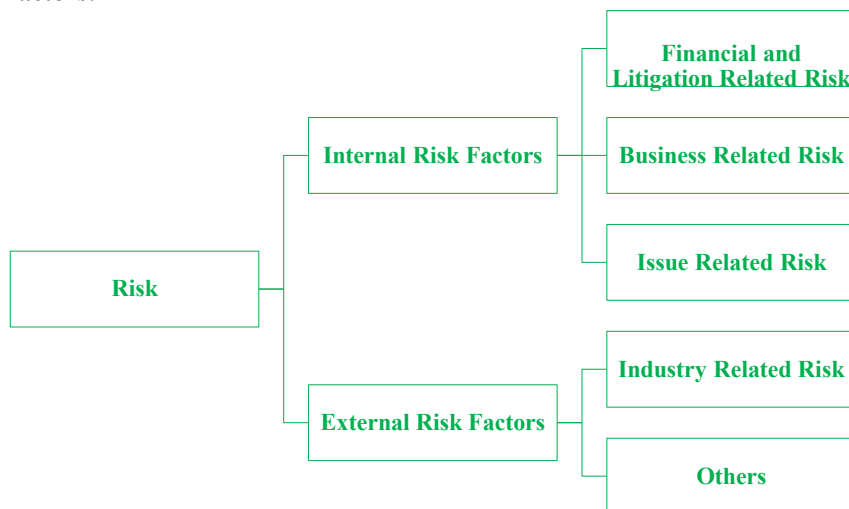 Financial and
Litigation Related Risk
Internal Risk Factors
Business Related Risk
Issue Related Risk
Risk
Industry Related Risk
External Risk Factors
Others